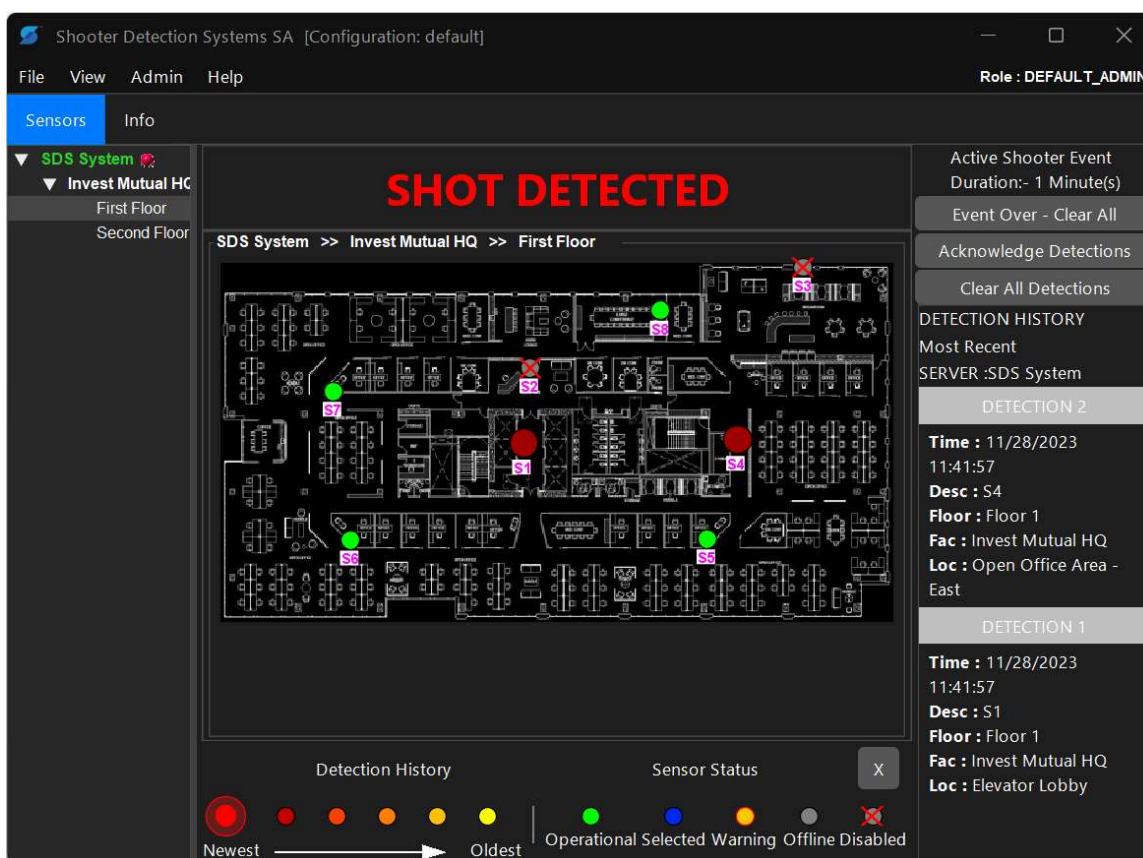 Shooter Detection Systems SA [Configuration: default]
File View Admin Help
Role : DEFAULT_ADMIN
Sensors Info
SDS System
Invest Mutual HQ
First Floor
Second Floor
SHOT DETECTED
SDS System >> Invest Mutual HQ >> First Floor
S3
S8
S2
S7
S1
S4
S6
S5
Detection History
Newest
Oldest
Sensor Status
X
Operational Selected Warning Offline Disabled
Active Shooter Event
Duration:- 1 Minute(s)
Event Over - Clear All
Acknowledge Detections
Clear All Detections
DETECTION HISTORY
Most Recent
SERVER :SDS System
DETECTION 2
Time : 11/28/2023
11:41:57
Desc : S4
Floor : Floor 1
Fac : Invest Mutual HQ
Loc : Open Office Area -
East
DETECTION 1
Time : 11/28/2023
11:41:57
Desc : S1
Floor : Floor 1
Fac : Invest Mutual HQ
Loc : Elevator Lobby